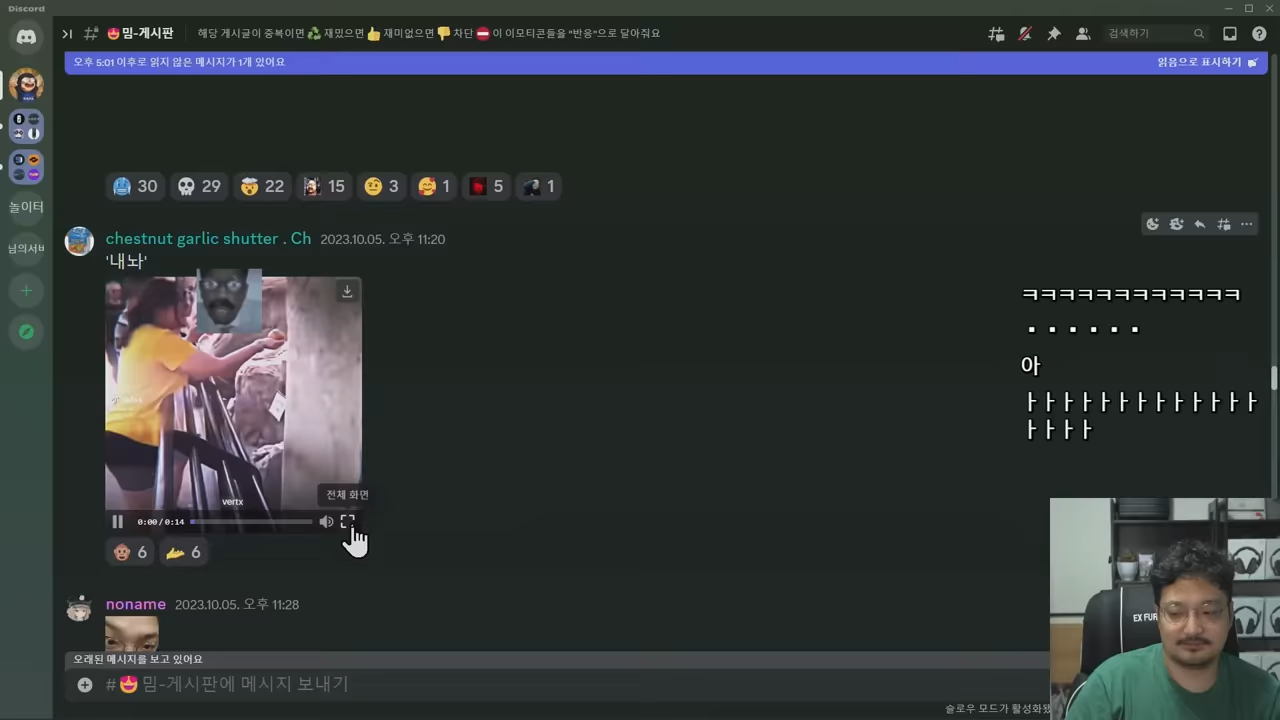 Discord
😍밈-게시판
해당 게시글이 중복이면♻️ 재밌으면👍 재미없으면👎 차단⛔ 이 이모티콘들을 "반응"으로 달아줘요
검색하기
오후 5:01 이후로 읽지 않은 메시지가 1개 있어요
읽음으로 표시하기
놀이터
님의서버
30 29 22 15 3 1 5 1
chestnut garlic shutter . Ch 2023.10.05. 오후 11:20
'내놔'
vertx
전체 화면
0:00/0:14
6 6
noname 2023.10.05. 오후 11:28
오래된 메시지를 보고 있어요
#😍밈-게시판에 메시지 보내기
슬로우 모드가 활성화됐
ㅋㅋㅋㅋㅋㅋㅋㅋㅋㅋㅋㅋ
. . . . . .
아
ㅏㅏㅏㅏㅏㅏㅏㅏㅏㅏㅏㅏㅏ
ㅏㅏㅏㅏ
EX FUR